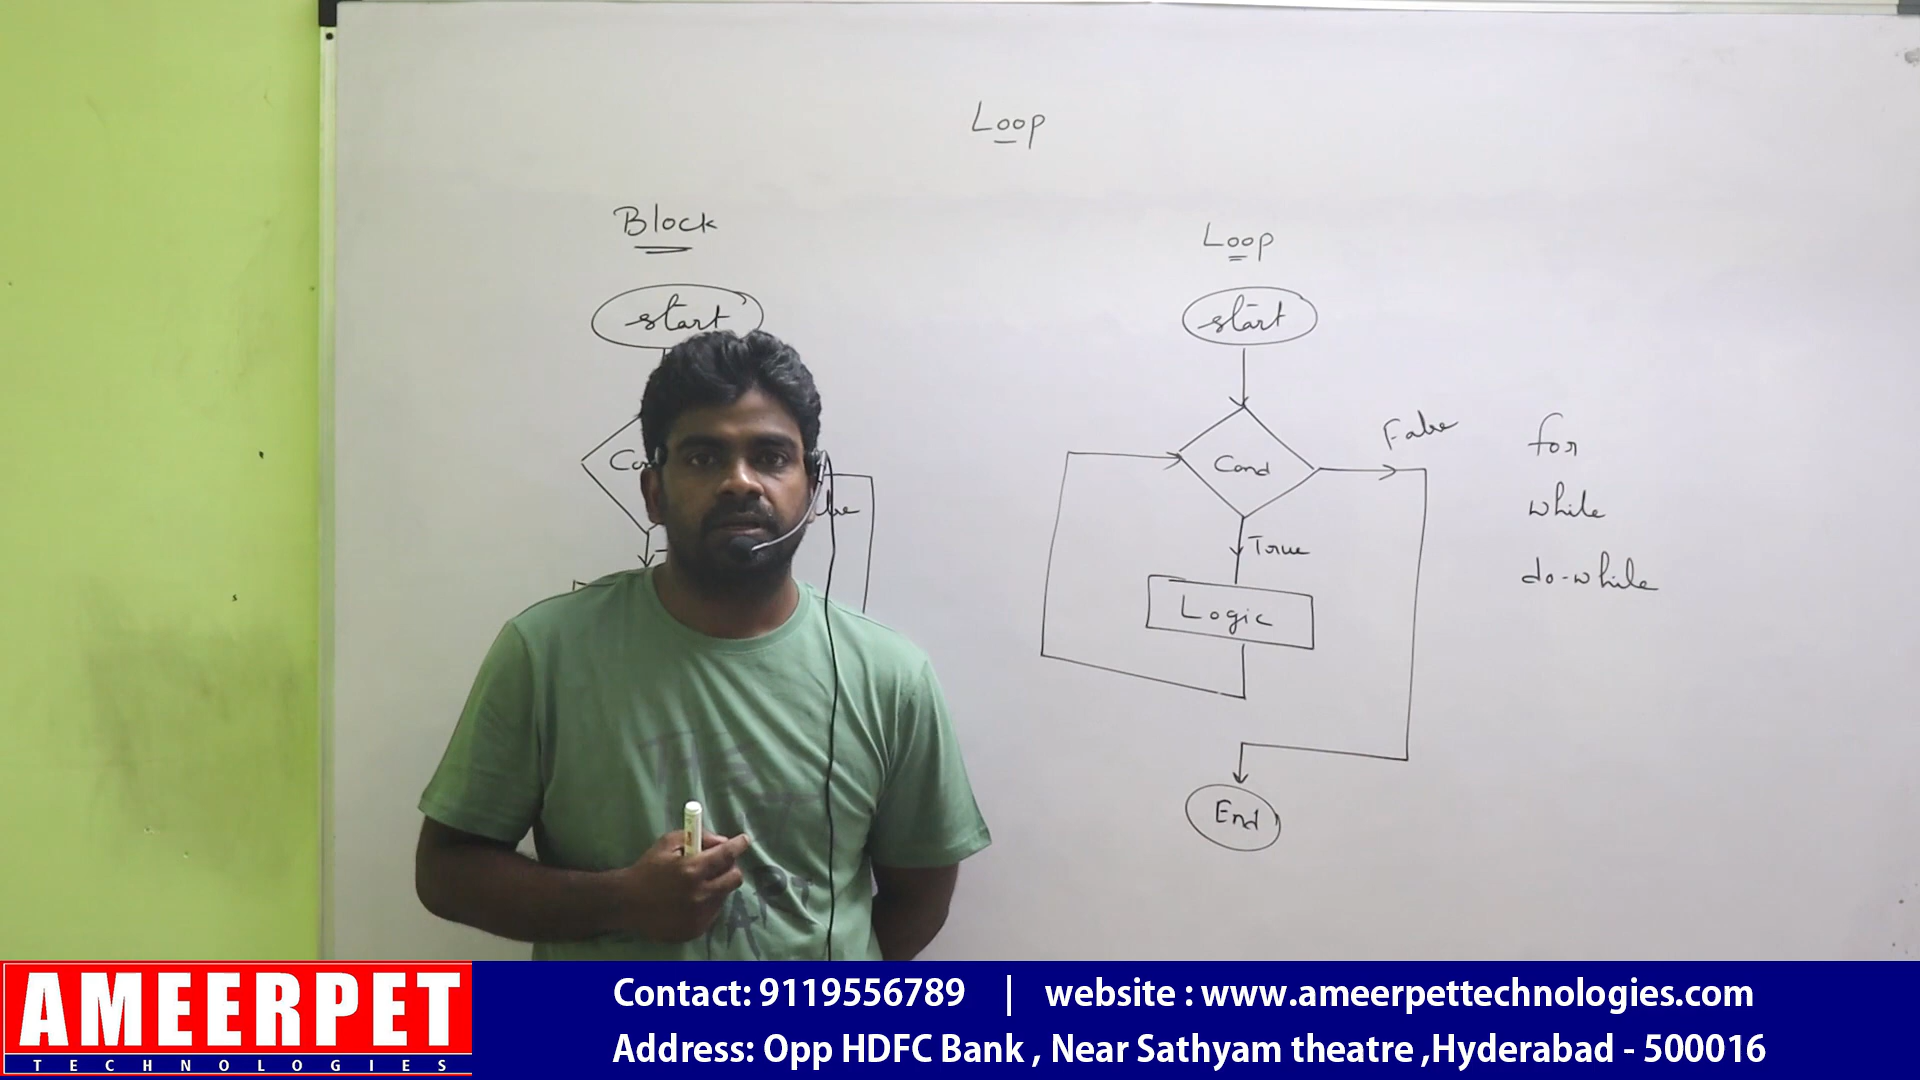 Loop
Block
start
Loop
start
Cond
False
True
Logic
End
for
while
do-while
AMEERPET
TECHNOLOGIES
Contact: 9119556789 | website : www.ameerpettechnologies.com
Address: Opp HDFC Bank , Near Sathyam theatre ,Hyderabad - 500016